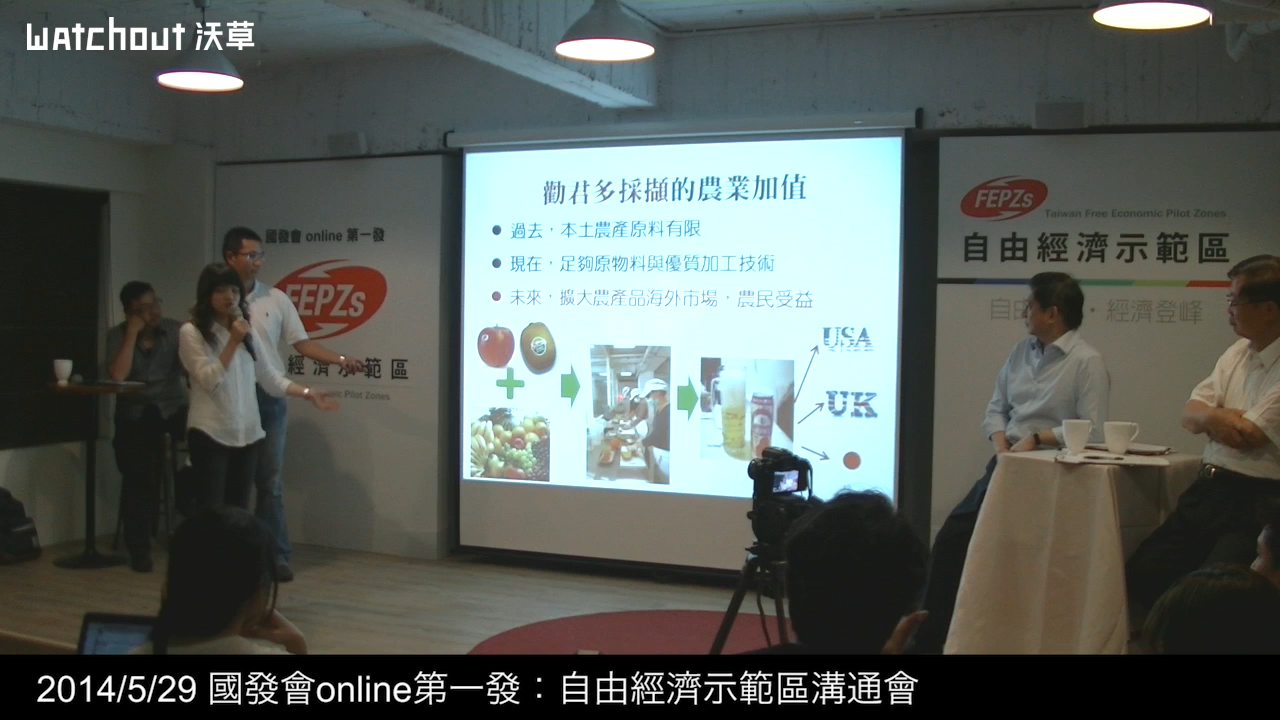 watchout 沃草
國發會 online 第一發
FEPZs
經濟示範區
ic Pilot Zones
勸君多採擷的農業加值
過去，本土農產原料有限
現在，足夠原物料與優質加工技術
未來，擴大農產品海外市場，農民受益
USA
UK
FEPZs
Taiwan Free Economic Pilot Zones
自由經濟示範區
自由
・經濟登峰
2014/5/29 國發會online第一發：自由經濟示範區溝通會